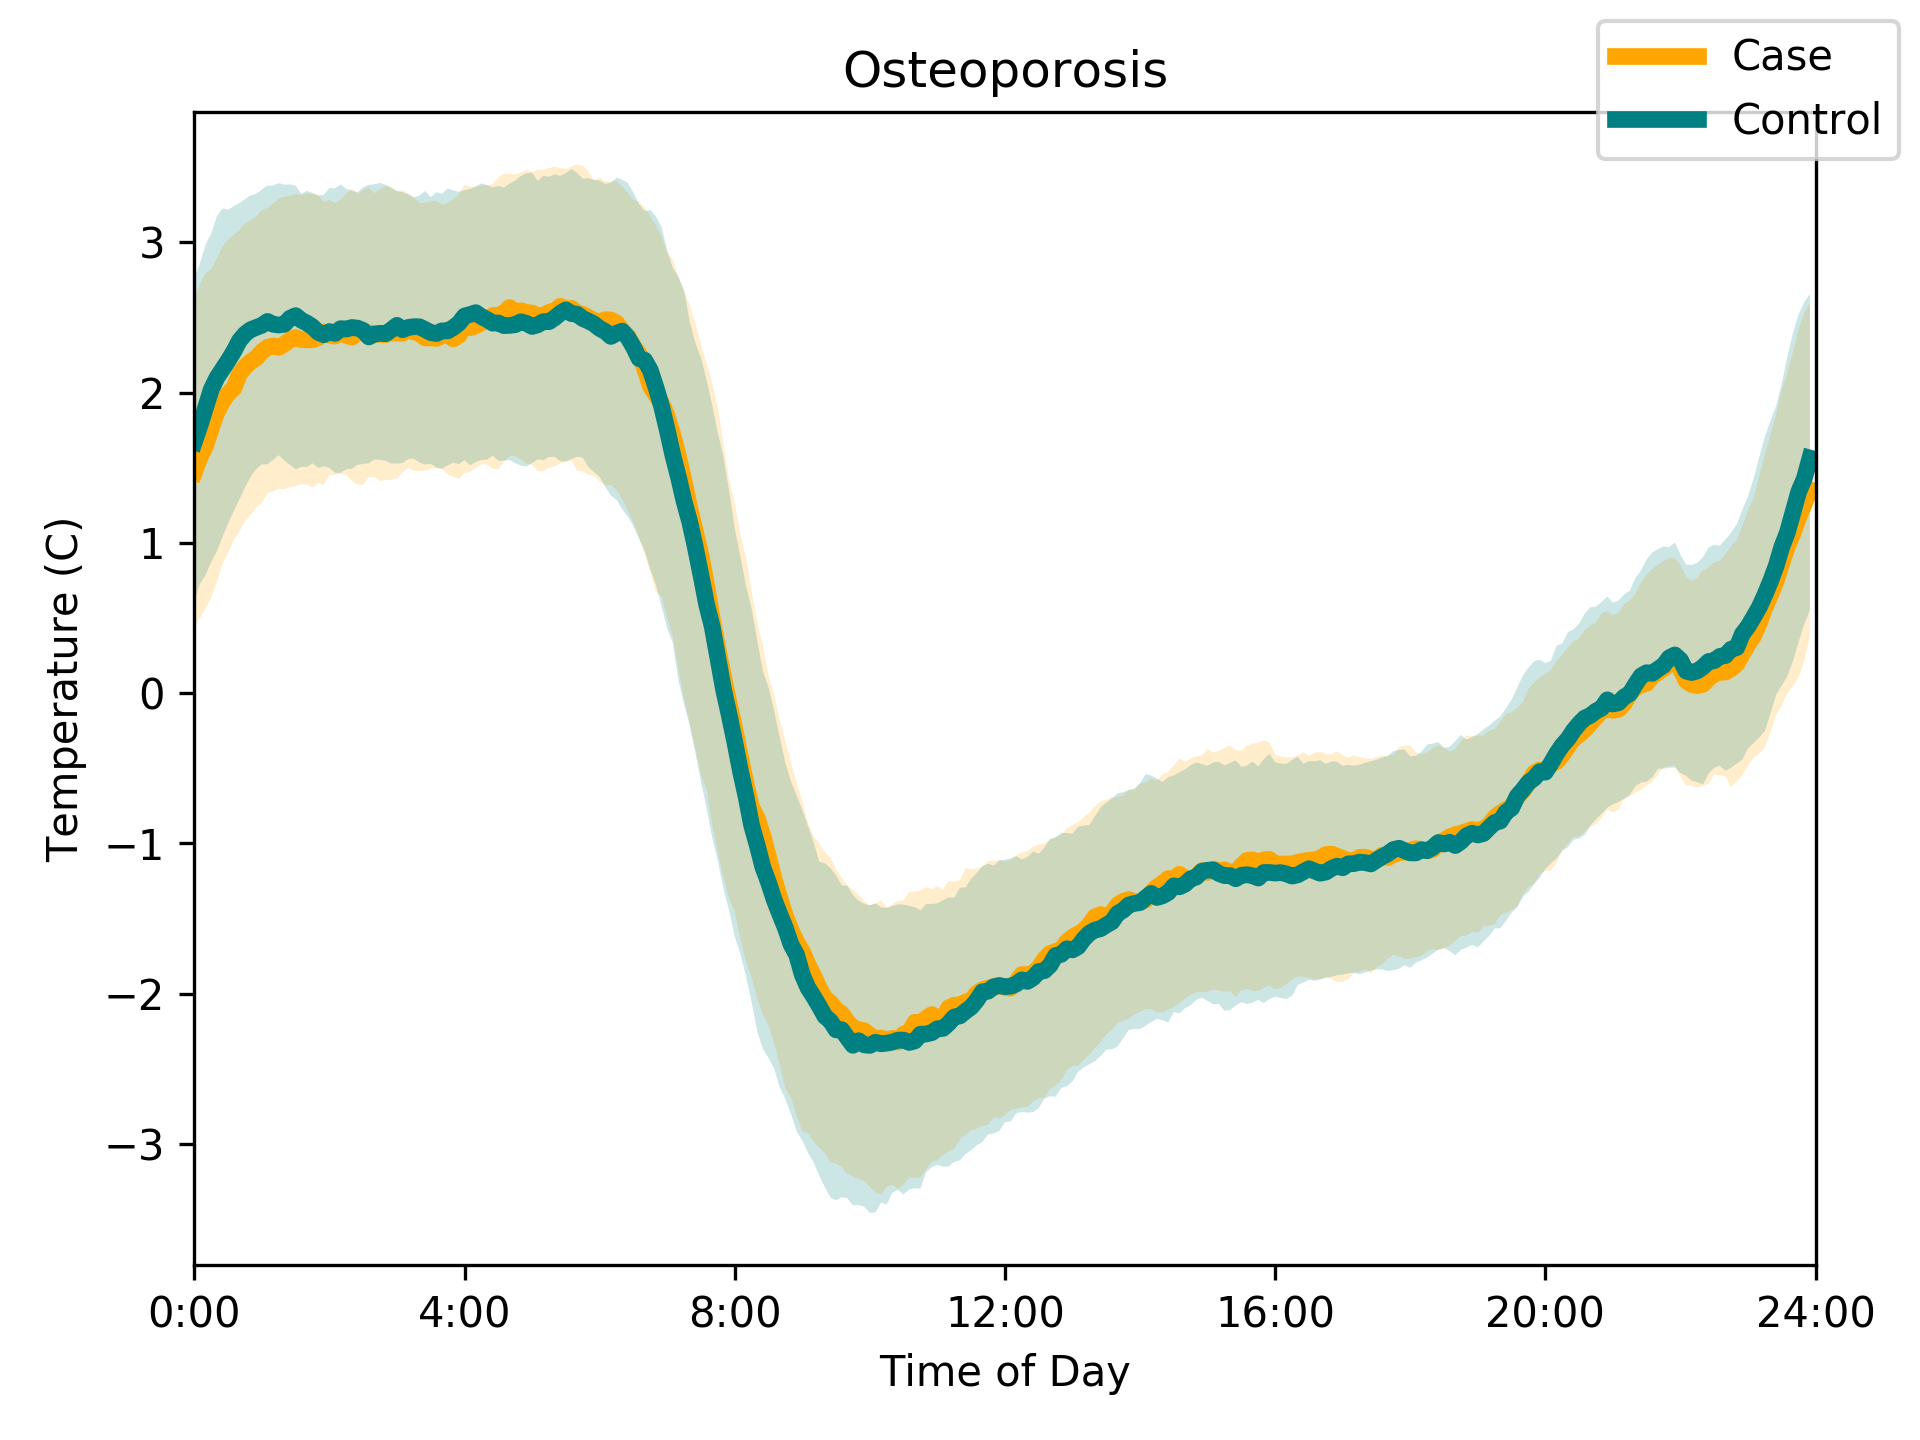 Osteoporosis
Case
Control
Temperature (C)
3
2
1
0
−1
−2
−3
0:00 4:00 8:00 12:00 16:00 20:00 24:00
Time of Day